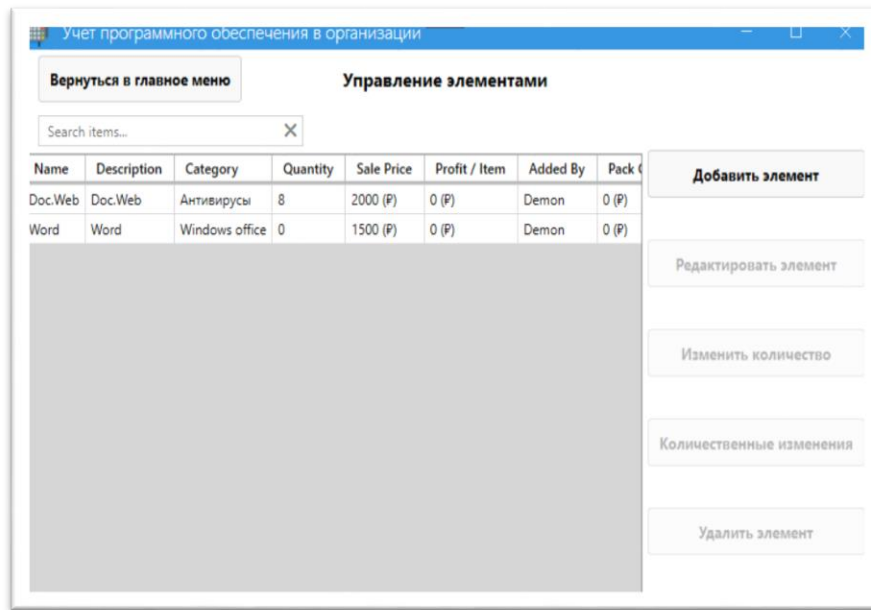 Учет программного обеспечения в организации
Вернуться в главное меню
Управление элементами
Search items...
Name Description Category Quantity Sale Price Profit / Item Added By Pack
Doc.Web Doc.Web Антивирусы 8 2000 (₽) 0 (₽) Demon 0 (₽)
Word Word Windows office 0 1500 (₽) 0 (₽) Demon 0 (₽)
Добавить элемент
Редактировать элемент
Изменить количество
Количественные изменения
Удалить элемент